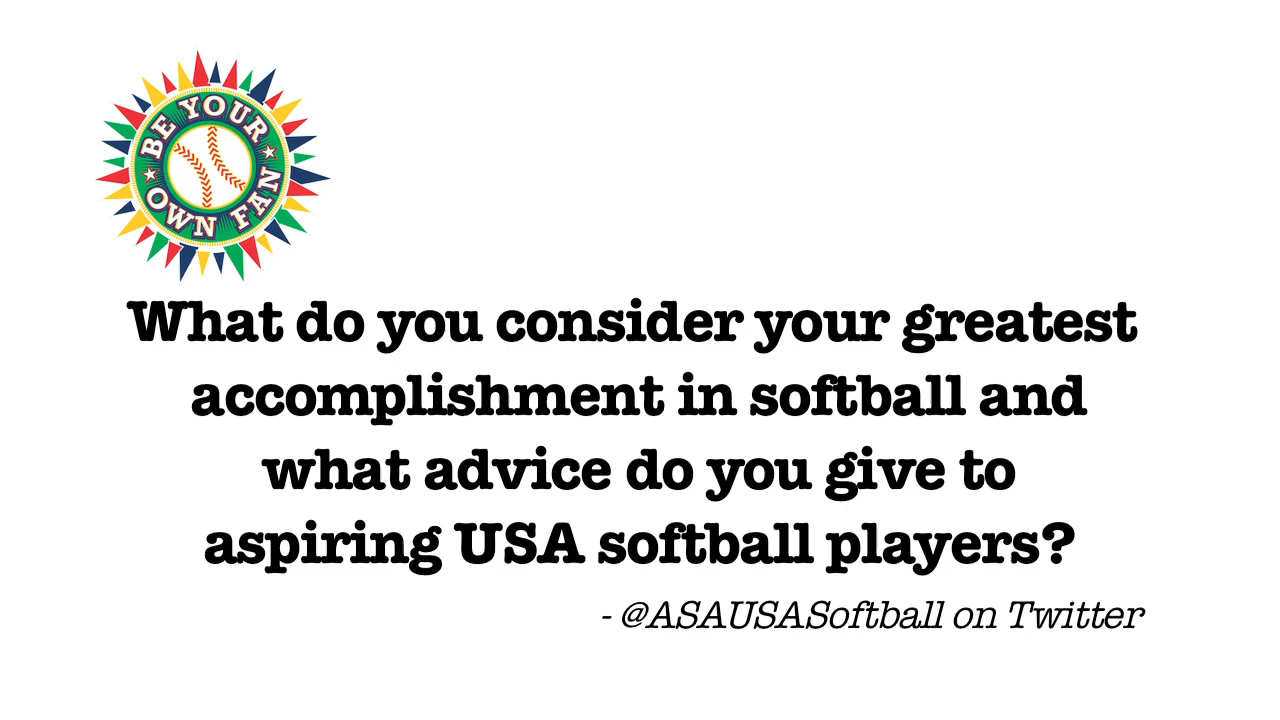 BE YOUR
OWN FAN
What do you consider your greatest
accomplishment in softball and
what advice do you give to
aspiring USA softball players?
- @ASAUSASoftball on Twitter